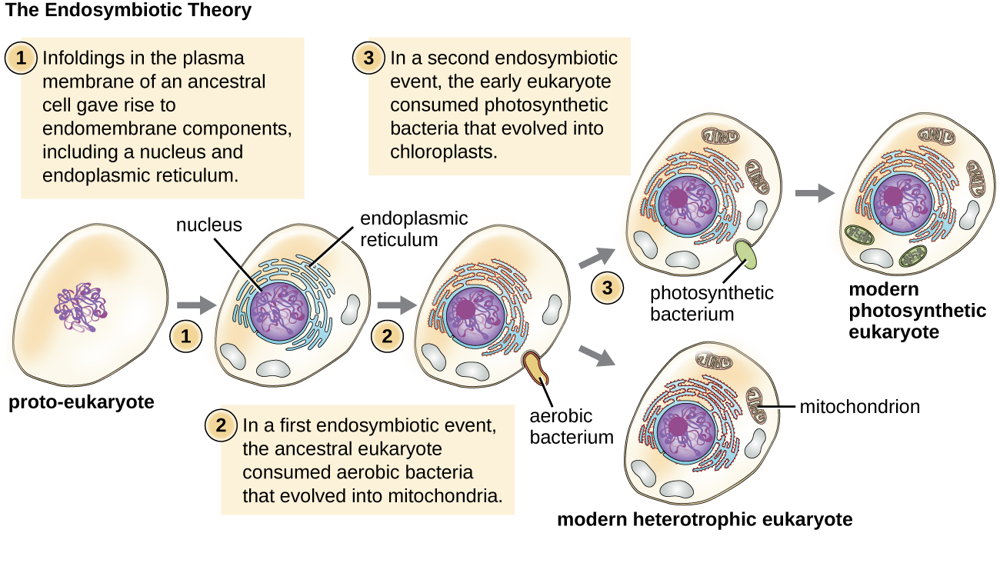 The Endosymbiotic Theory
1
Infoldings in the plasma
membrane of an ancestral
cell gave rise to
endomembrane components,
including a nucleus and
endoplasmic reticulum.
3
In a second endosymbiotic
event, the early eukaryote
consumed photosynthetic
bacteria that evolved into
chloroplasts.
nucleus
endoplasmic
reticulum
1
2
3
photosynthetic
bacterium
modern
photosynthetic
eukaryote
proto-eukaryote
2
In a first endosymbiotic event,
the ancestral eukaryote
consumed aerobic bacteria
that evolved into mitochondria.
aerobic
bacterium
mitochondrion
modern heterotrophic eukaryote